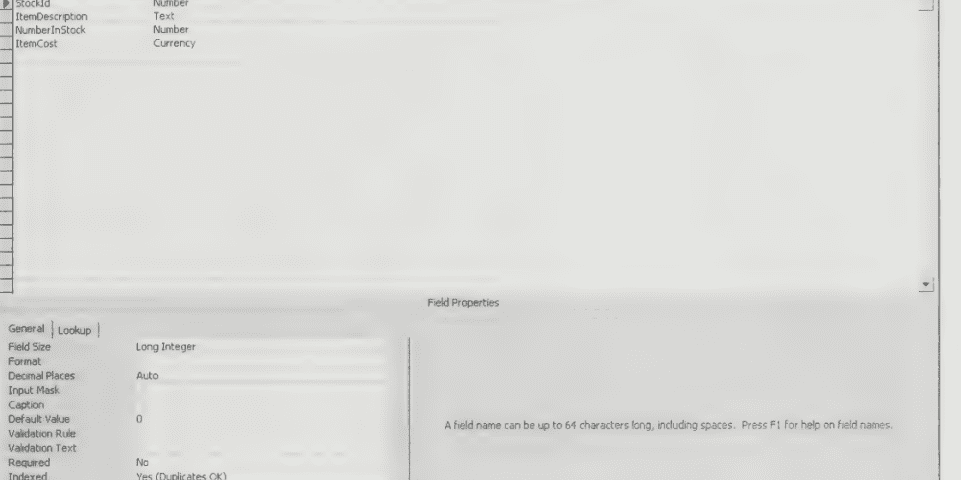 StockId Number
ItemDescription Text
NumberInStock Number
ItemCost Currency
Field Properties
General Lookup
Field Size Long Integer
Format
Decimal Places Auto
Input Mask
Caption
Default Value 0
Validation Rule
Validation Text
Required No
Indexed Yes (Duplicates OK)
A field name can be up to 64 characters long, including spaces. Press F1 for help on field names.